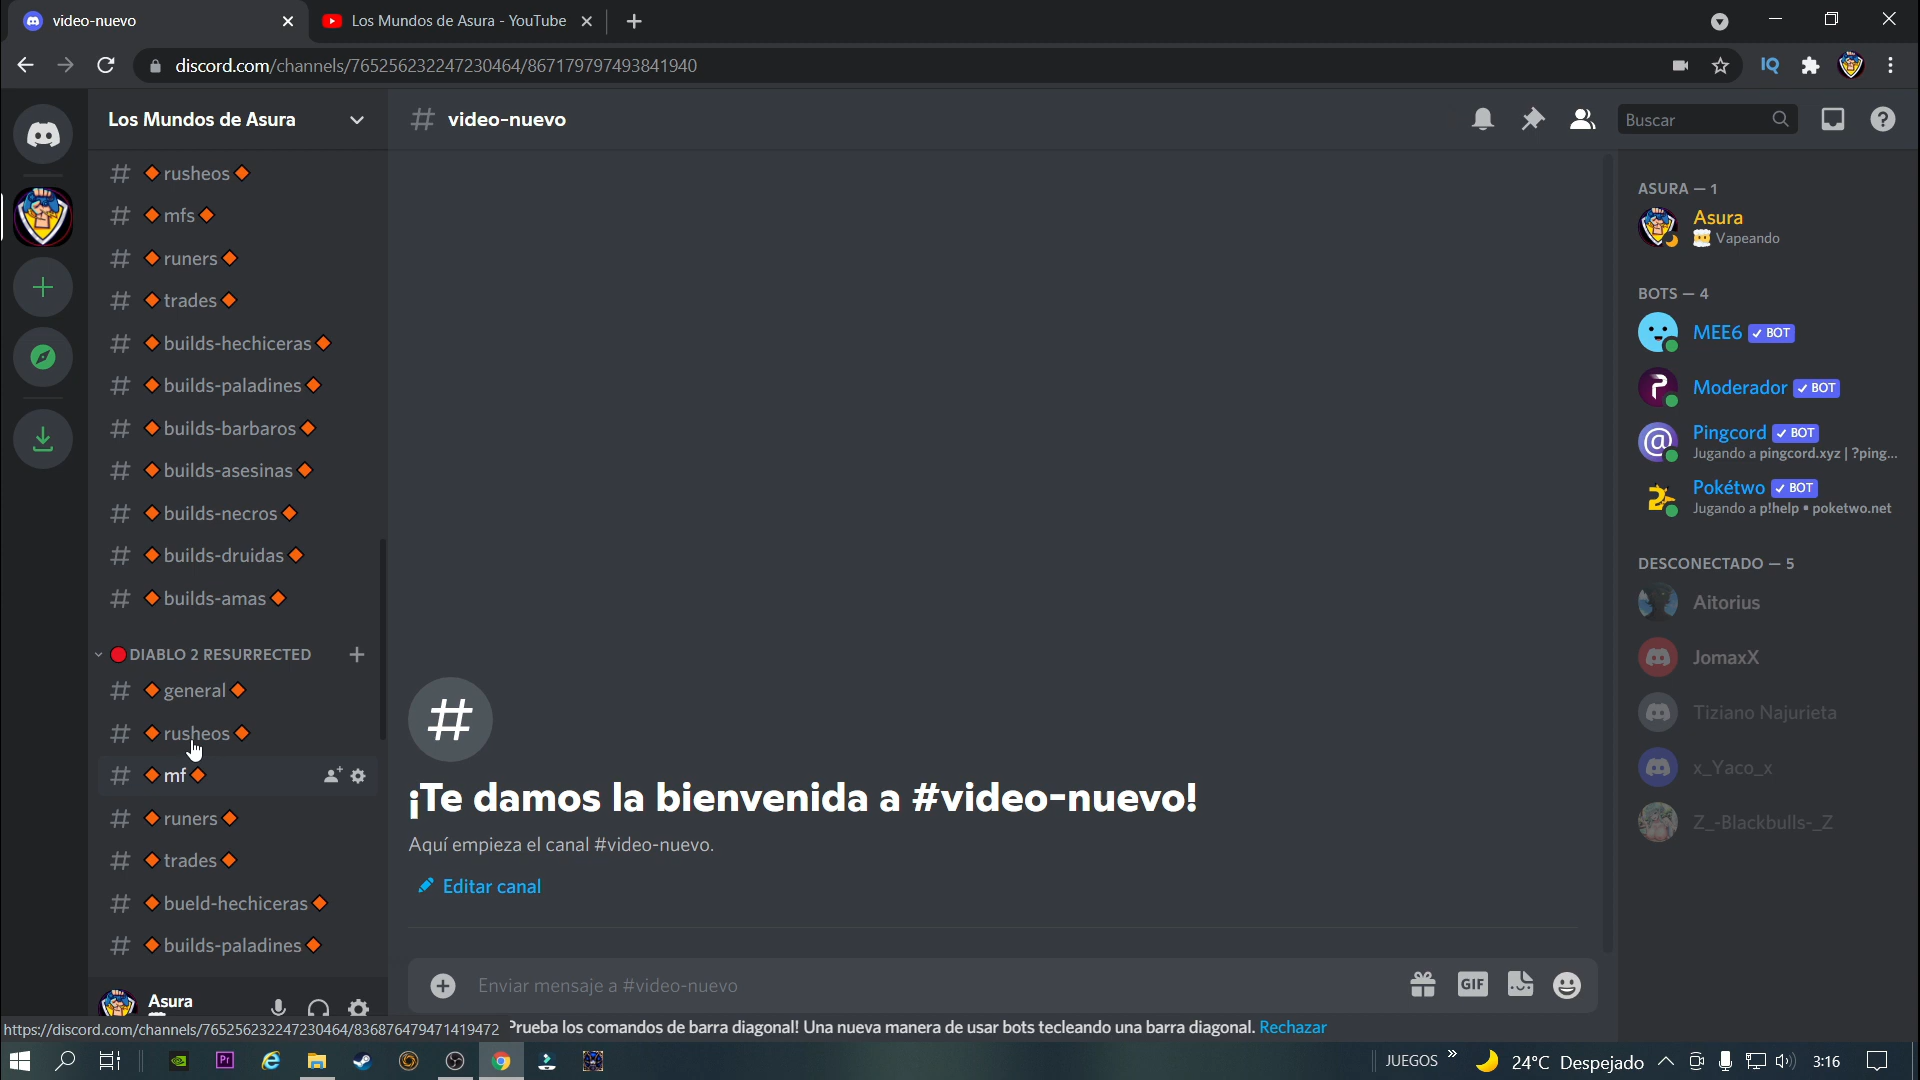 video-nuevo
Los Mundos de Asura - YouTube
discord.com/channels/765256232247230464/867179797493841940
IQ
Los Mundos de Asura
video-nuevo
Buscar
rusheos
mfs
runers
trades
builds-hechiceras
builds-paladines
builds-barbaros
builds-asesinas
builds-necros
builds-druidas
builds-amas
DIABLO 2 RESURRECTED
general
rusheos
mf
runers
trades
bueld-hechiceras
builds-paladines
Asura
https://discord.com/channels/765256232247230464/836876479471419472
¡Te damos la bienvenida a #video-nuevo!
Aquí empieza el canal #video-nuevo.
Editar canal
Enviar mensaje a #video-nuevo
GIF
Prueba los comandos de barra diagonal! Una nueva manera de usar bots tecleando una barra diagonal. Rechazar
ASURA — 1
Asura
Vapeando
BOTS — 4
MEE6 ✓ BOT
Moderador ✓ BOT
Pingcord ✓ BOT
Jugando a pingcord.xyz | ?ping...
Pokétwo ✓ BOT
Jugando a p!help • poketwo.net
DESCONECTADO — 5
Aitorius
JomaxX
Tiziano Najurieta
x_Yaco_x
Z_-Blackbulls-_Z
Pr
JUEGOS »
24°C Despejado
3:16